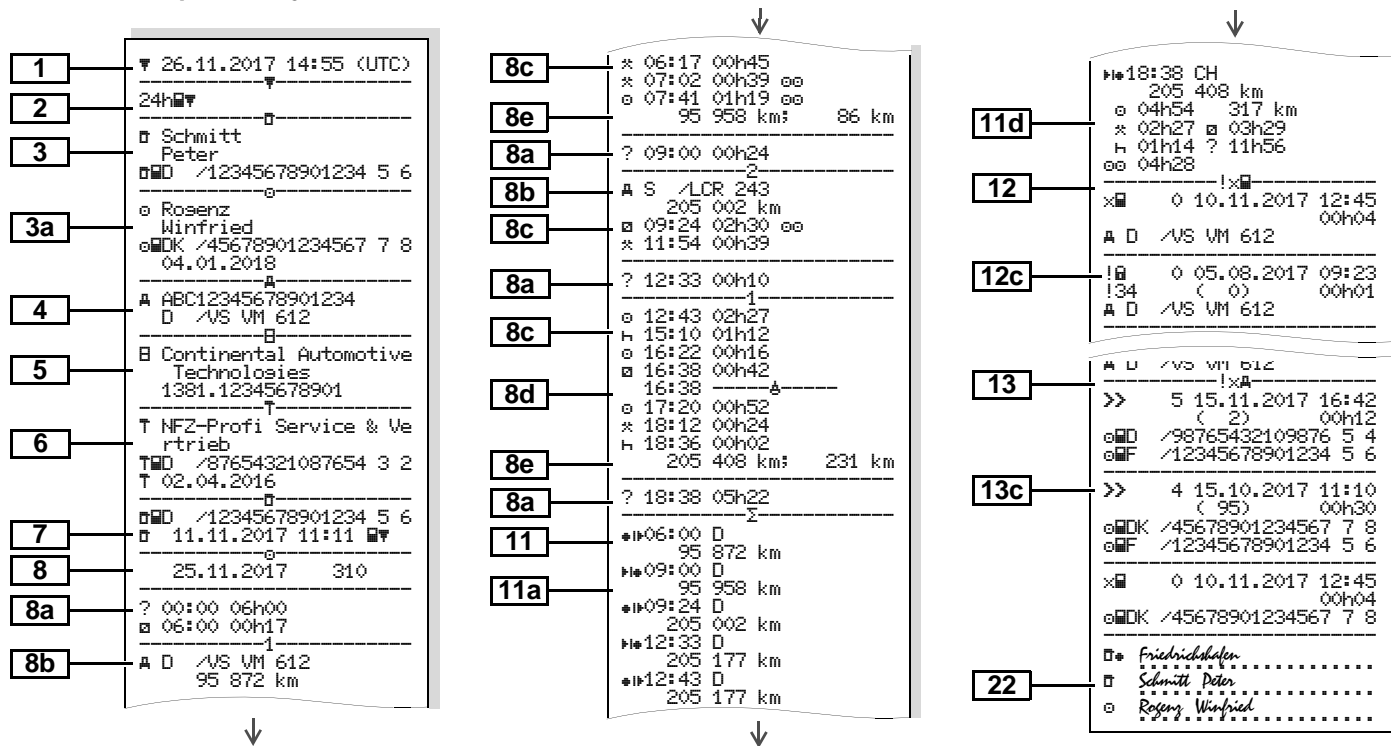 1
▼ 26.11.2017 14:55 (UTC)
2
24h▼
3
Schmitt
Peter
D /12345678901234 5 6
3a
Rogenz
Winfried
DK /45678901234567 7 8
04.01.2018
4
A ABC12345678901234
D /VS VM 612
5
Continental Automotive
Technologies
1381.12345678901
6
T NFZ-Profi Service & Ve
rtrieb
TD /87654321087654 3 2
T 02.04.2016
D /12345678901234 5 6
7
11.11.2017 11:11 ▼
8
25.11.2017 310
8a
? 00:00 06h00
06:00 00h17
1
8b
A D /VS VM 612
95 872 km
8c
06:17 00h45
07:02 00h39
07:41 01h19
8e
95 958 km; 86 km
8a
? 09:00 00h24
2
8b
A S /LCR 243
205 002 km
8c
09:24 02h30
11:54 00h39
8a
? 12:33 00h10
1
12:43 02h27
8c
15:10 01h12
16:22 00h16
16:38 00h42
8d
16:38
17:20 00h52
18:12 00h24
18:36 00h02
8e
205 408 km; 231 km
8a
? 18:38 05h22
Σ
11
06:00 D
95 872 km
09:00 D
11a
95 958 km
09:24 D
205 002 km
12:33 D
205 177 km
12:43 D
205 177 km
18:38 CH
205 408 km
04h54 317 km
11d
02h27 03h29
01h14 ? 11h56
04h28
12
!x
x 0 10.11.2017 12:45
00h04
A D /VS VM 612
12c
! 0 05.08.2017 09:23
!34 ( 0) 00h01
A D /VS VM 612
A D /VS VM 612
13
!xA
>> 5 15.11.2017 16:42
( 2) 00h12
D /98765432109876 5 4
F /12345678901234 5 6
13c
>> 4 15.10.2017 11:10
( 95) 00h30
DK /45678901234567 7 8
F /12345678901234 5 6
x 0 10.11.2017 12:45
00h04
DK /45678901234567 7 8
Friedrichshafen
22
Schmitt Peter
Rogenz Winfried